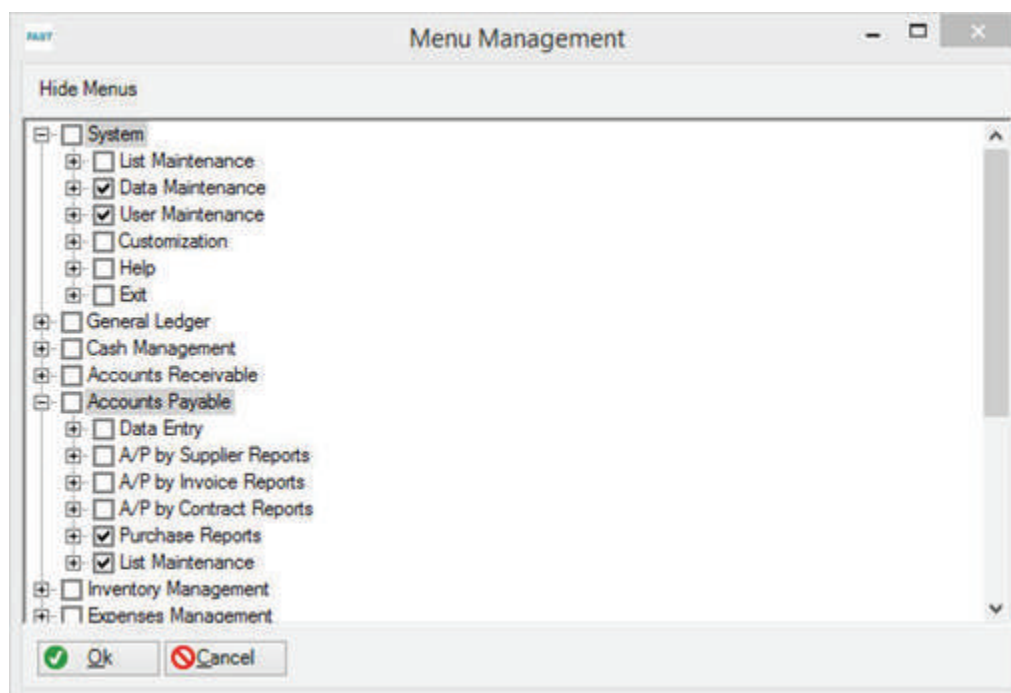 FAST
Menu Management
Hide Menus
System
List Maintenance
Data Maintenance
User Maintenance
Customization
Help
Exit
General Ledger
Cash Management
Accounts Receivable
Accounts Payable
Data Entry
A/P by Supplier Reports
A/P by Invoice Reports
A/P by Contract Reports
Purchase Reports
List Maintenance
Inventory Management
Expenses Management
Ok Cancel